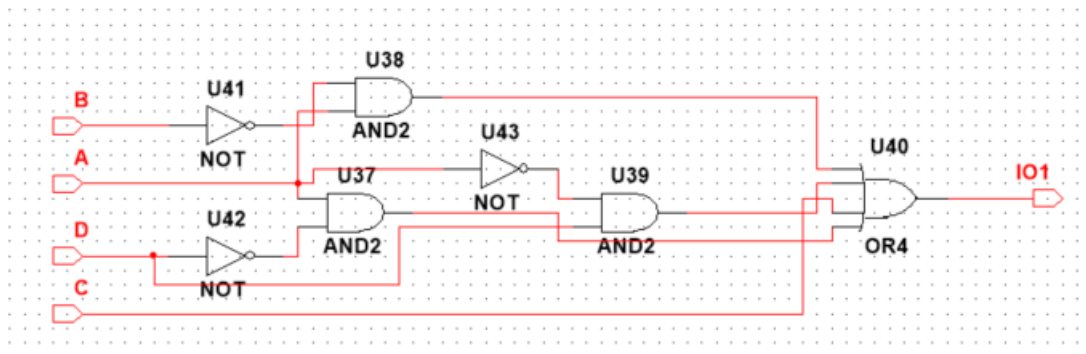 U38
U41
B
AND2
U43
U40
NOT
A
U37
U39
IO1
NOT
U42
D
AND2
AND2
OR4
NOT
C